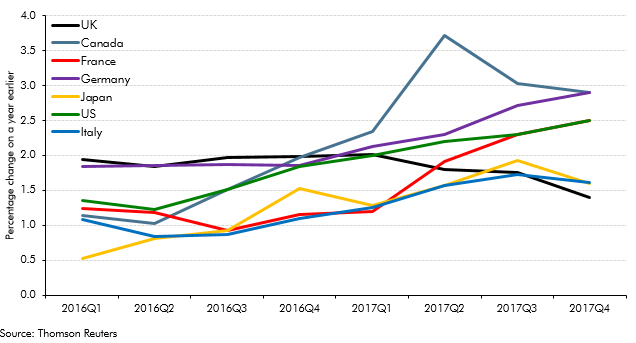 4.0
3.5
3.0
2.5
2.0
1.5
1.0
0.5
0.0
Percentage change on a year earlier
UK
Canada
France
Germany
Japan
US
Italy
2016Q1 2016Q2 2016Q3 2016Q4 2017Q1 2017Q2 2017Q3 2017Q4
Source: Thomson Reuters